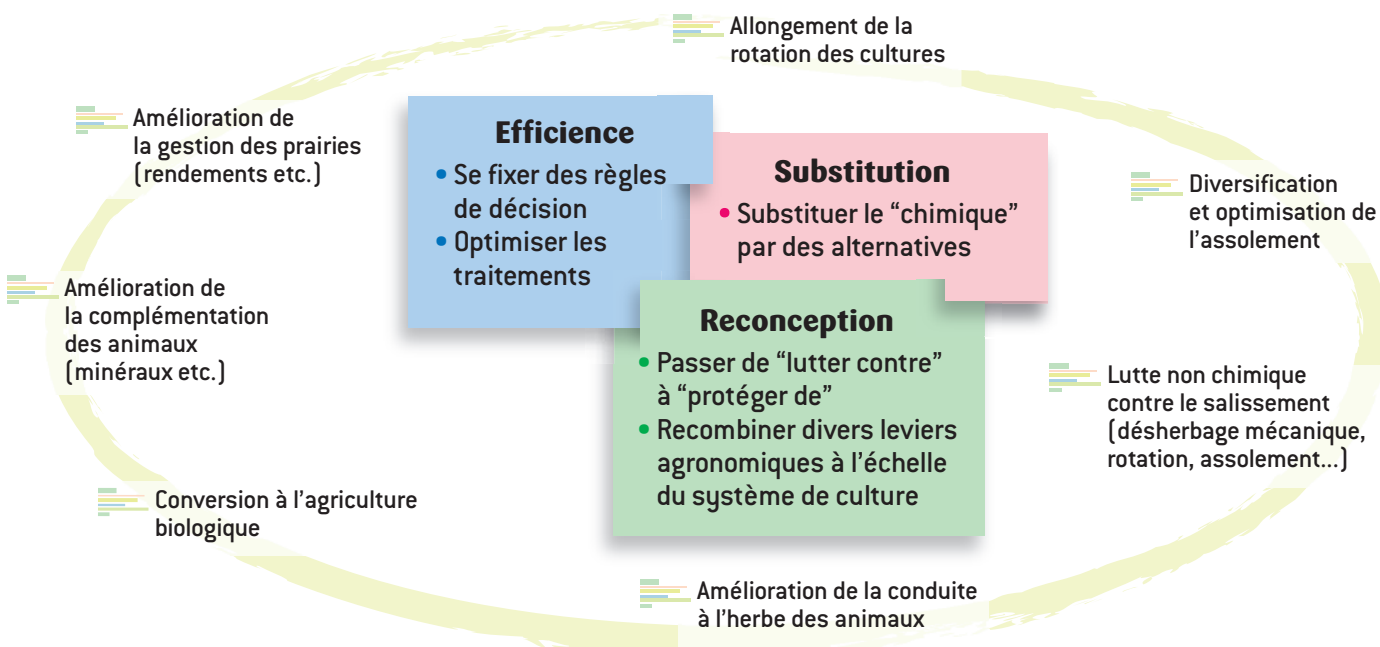 Allongement de la
rotation des cultures
Amélioration de
la gestion des prairies
(rendements etc.)
Efficience
• Se fixer des règles
de décision
• Optimiser les
traitements
Substitution
• Substituer le “chimique”
par des alternatives
Diversification
et optimisation de
l’assolement
Amélioration de
la complémentation
des animaux
(minéraux etc.)
Reconception
• Passer de “lutter contre”
à “protéger de”
• Recombiner divers leviers
agronomiques à l’échelle
du système de culture
Lutte non chimique
contre le salissement
(désherbage mécanique,
rotation, assolement...)
Conversion à l’agriculture
biologique
Amélioration de la conduite
à l’herbe des animaux